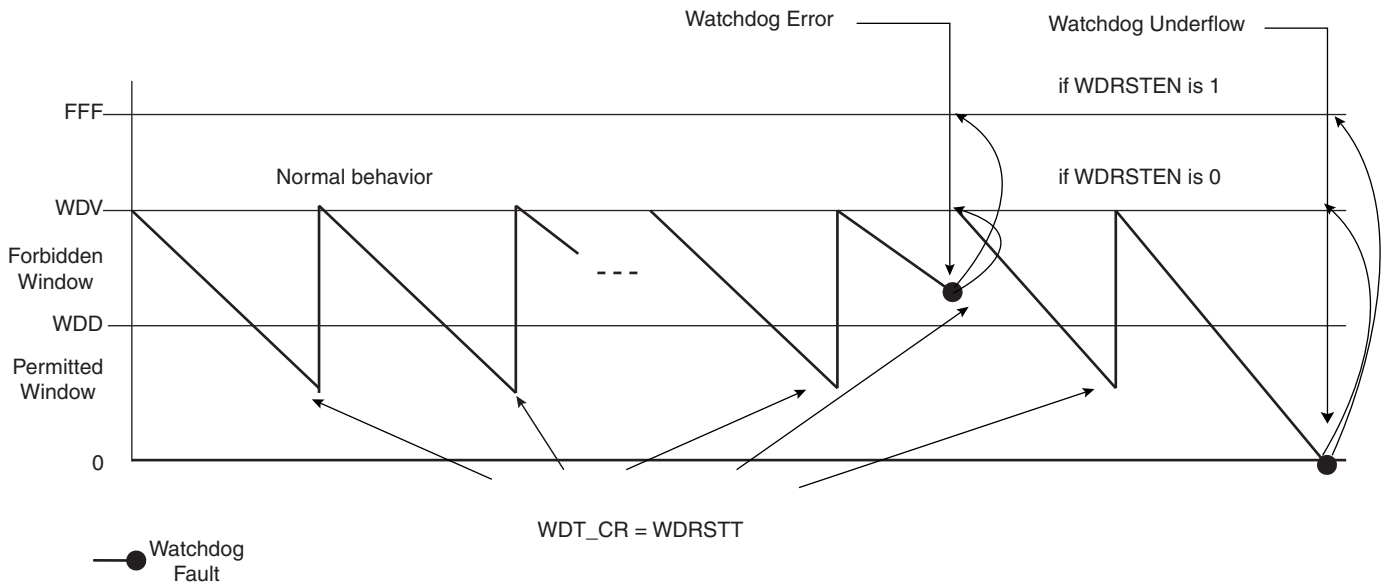 Watchdog Error
Watchdog Underflow
if WDRSTEN is 1
FFF
Normal behavior
if WDRSTEN is 0
WDV
Forbidden
Window
WDD
Permitted
Window
0
WDT_CR = WDRSTT
Watchdog
Fault